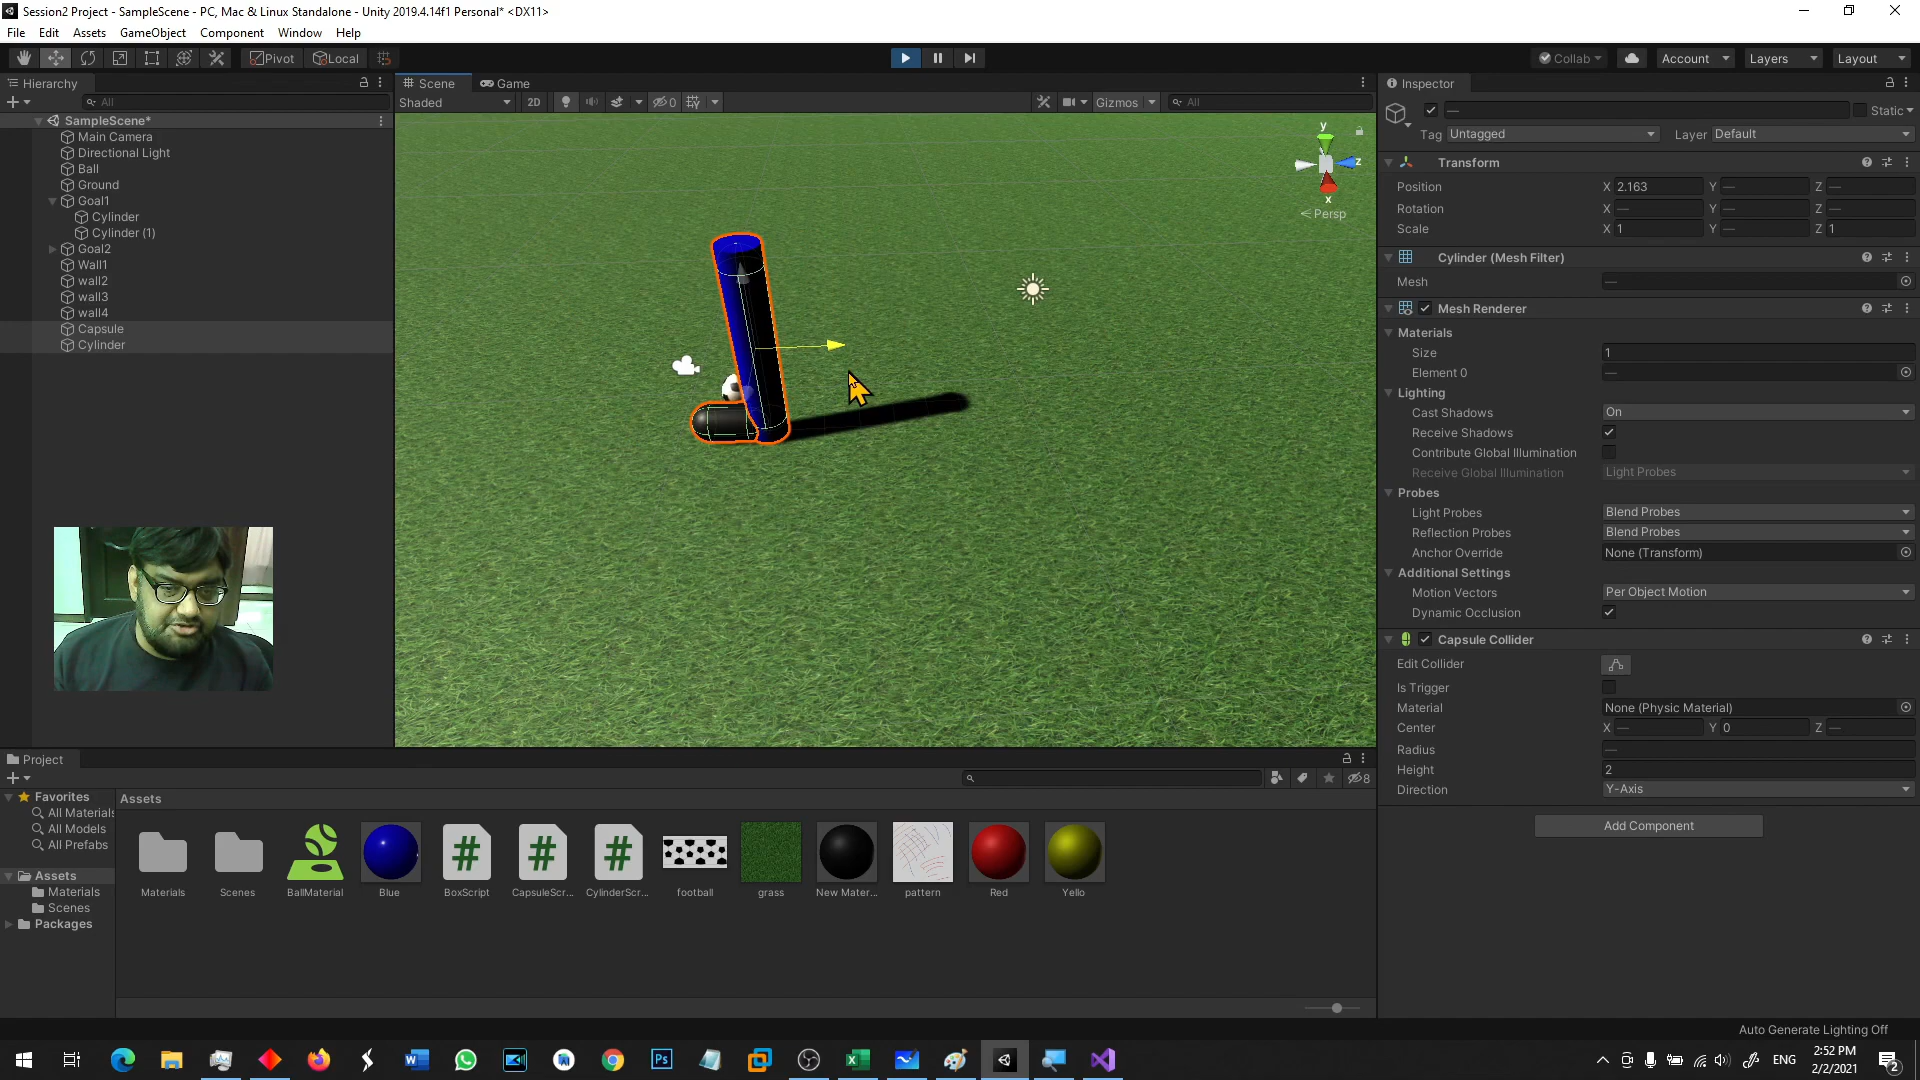 Session2 Project - SampleScene - PC, Mac & Linux Standalone - Unity 2019.4.14f1 Personal* <DX11>
File Edit Assets GameObject Component Window Help
Pivot Local Collab Account Layers Layout
Hierarchy
All
SampleScene*
Main Camera
Directional Light
Ball
Ground
Goal1
Cylinder
Cylinder (1)
Goal2
Wall1
wall2
wall3
wall4
Capsule
Cylinder
Scene Game
Shaded 2D 0 Gizmos All
y
z
x
Persp
Inspector
— Static
Tag Untagged Layer Default
Transform
Position X 2.163 Y — Z —
Rotation X — Y — Z —
Scale X 1 Y — Z 1
Cylinder (Mesh Filter)
Mesh —
Mesh Renderer
Materials
Size 1
Element 0 —
Lighting
Cast Shadows On
Receive Shadows
Contribute Global Illumination
Receive Global Illumination Light Probes
Probes
Light Probes Blend Probes
Reflection Probes Blend Probes
Anchor Override None (Transform)
Additional Settings
Motion Vectors Per Object Motion
Dynamic Occlusion
Capsule Collider
Edit Collider
Is Trigger
Material None (Physic Material)
Center X — Y 0 Z —
Radius —
Height 2
Direction Y-Axis
Add Component
Project
8
Favorites
All Materials
All Models
All Prefabs
Assets
Materials
Scenes
Packages
Assets
Materials Scenes BallMaterial Blue BoxScript CapsuleScr... CylinderScr... football grass New Mater... pattern Red Yello
Auto Generate Lighting Off
ENG
2:52 PM
2/2/2021
2